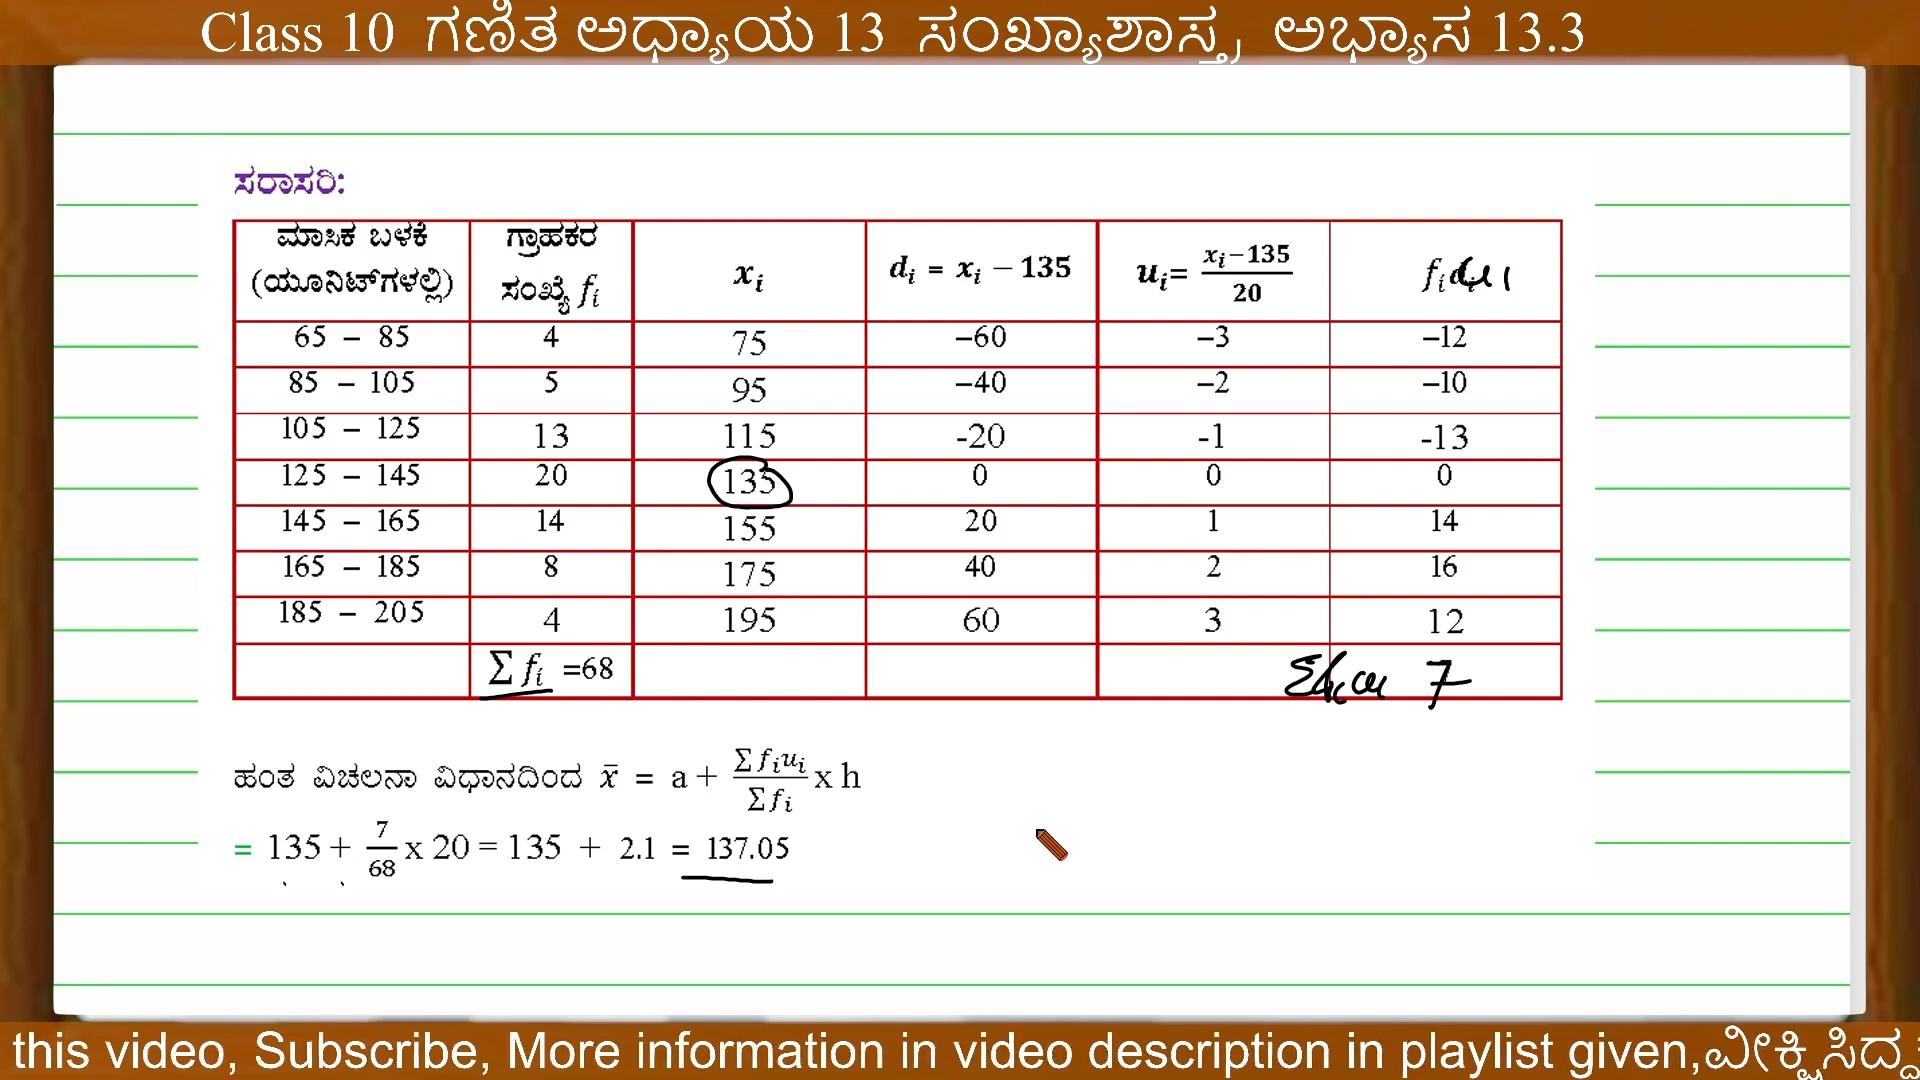 Class 10 ಗಣಿತ ಅಧ್ಯಾಯ 13 ಸಂಖ್ಯಾಶಾಸ್ತ್ರ ಅಭ್ಯಾಸ 13.3
ಸರಾಸರಿ:
ಮಾಸಿಕ ಬಳಕೆ (ಯೂನಿಟ್‌ಗಳಲ್ಲಿ) ಗ್ರಾಹಕರ ಸಂಖ್ಯೆ fᵢ xᵢ dᵢ = xᵢ − 135 uᵢ= (xᵢ−135)/20 fᵢuᵢ
65 – 85 4 75 –60 –3 –12
85 – 105 5 95 –40 –2 –10
105 – 125 13 115 -20 -1 -13
125 – 145 20 135 0 0 0
145 – 165 14 155 20 1 14
165 – 185 8 175 40 2 16
185 – 205 4 195 60 3 12
∑ fᵢ =68 Σfᵢuᵢ 7
ಹಂತ ವಿಚಲನಾ ವಿಧಾನದಿಂದ x̄ = a + ∑fᵢuᵢ/∑fᵢ x h
= 135 + 7/68 x 20 = 135 + 2.1 = 137.05
this video, Subscribe, More information in video description in playlist given,ವೀಕ್ಷಿಸಿದ್ದ